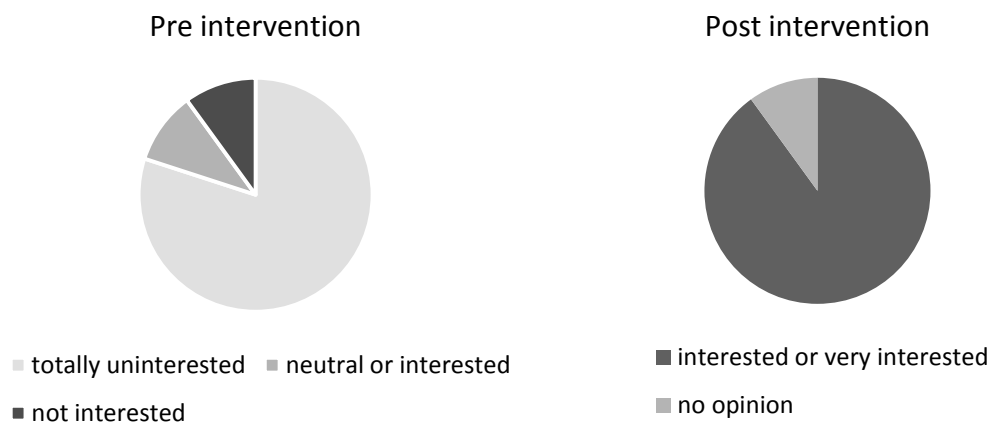 Pre intervention
totally uninterested
neutral or interested
not interested
Post intervention
interested or very interested
no opinion